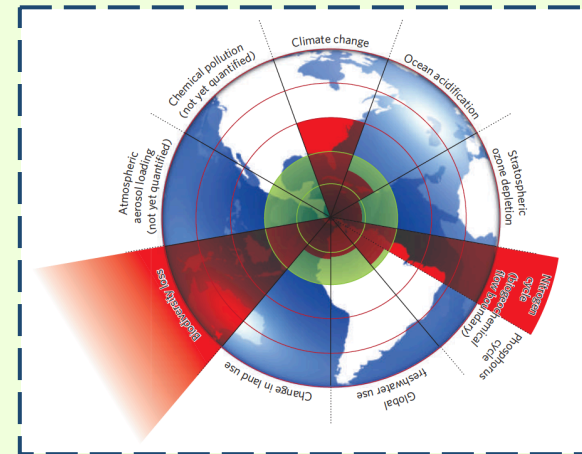 Climate change
Ocean acidification
Stratospheric
ozone depletion
Nitrogen
cycle
(biogeochemical
flow boundary)
Phosphorus
cycle
Global
freshwater use
Change in land use
Biodiversity loss
Atmospheric
aerosol loading
(not yet quantified)
Chemical pollution
(not yet quantified)